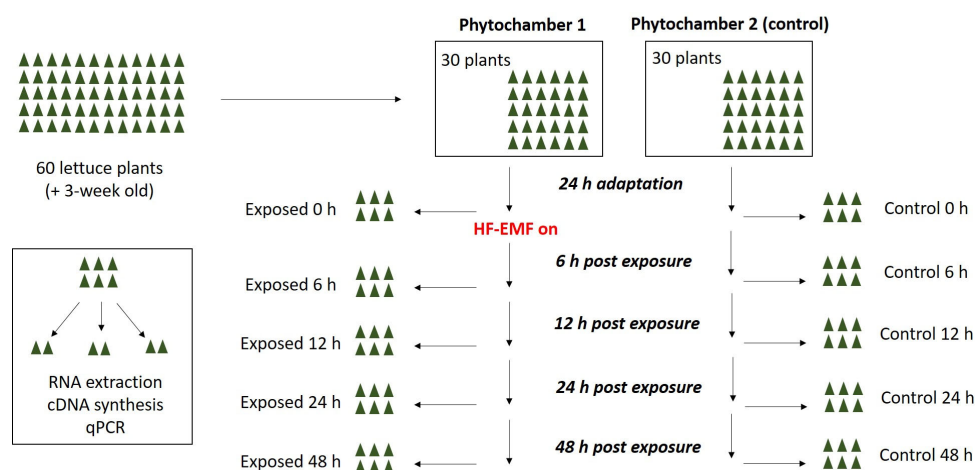 Phytochamber 1
Phytochamber 2 (control)
30 plants
30 plants
60 lettuce plants
(+ 3-week old)
24 h adaptation
Exposed 0 h
Control 0 h
HF-EMF on
6 h post exposure
Exposed 6 h
Control 6 h
12 h post exposure
Exposed 12 h
Control 12 h
RNA extraction
cDNA synthesis
qPCR
24 h post exposure
Exposed 24 h
Control 24 h
48 h post exposure
Exposed 48 h
Control 48 h